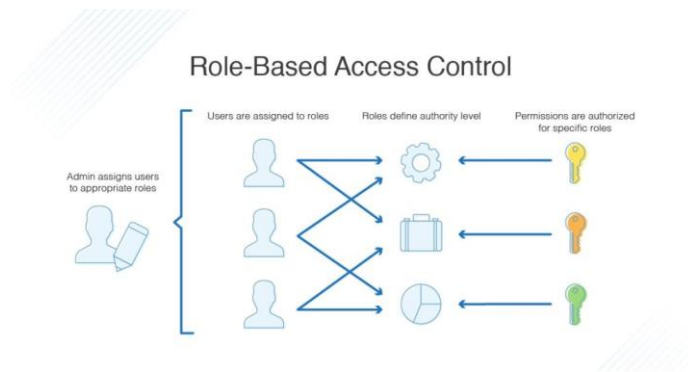 Role-Based Access Control
Users are assigned to roles
Roles define authority level
Permissions are authorized
for specific roles
Admin assigns users
to appropriate roles